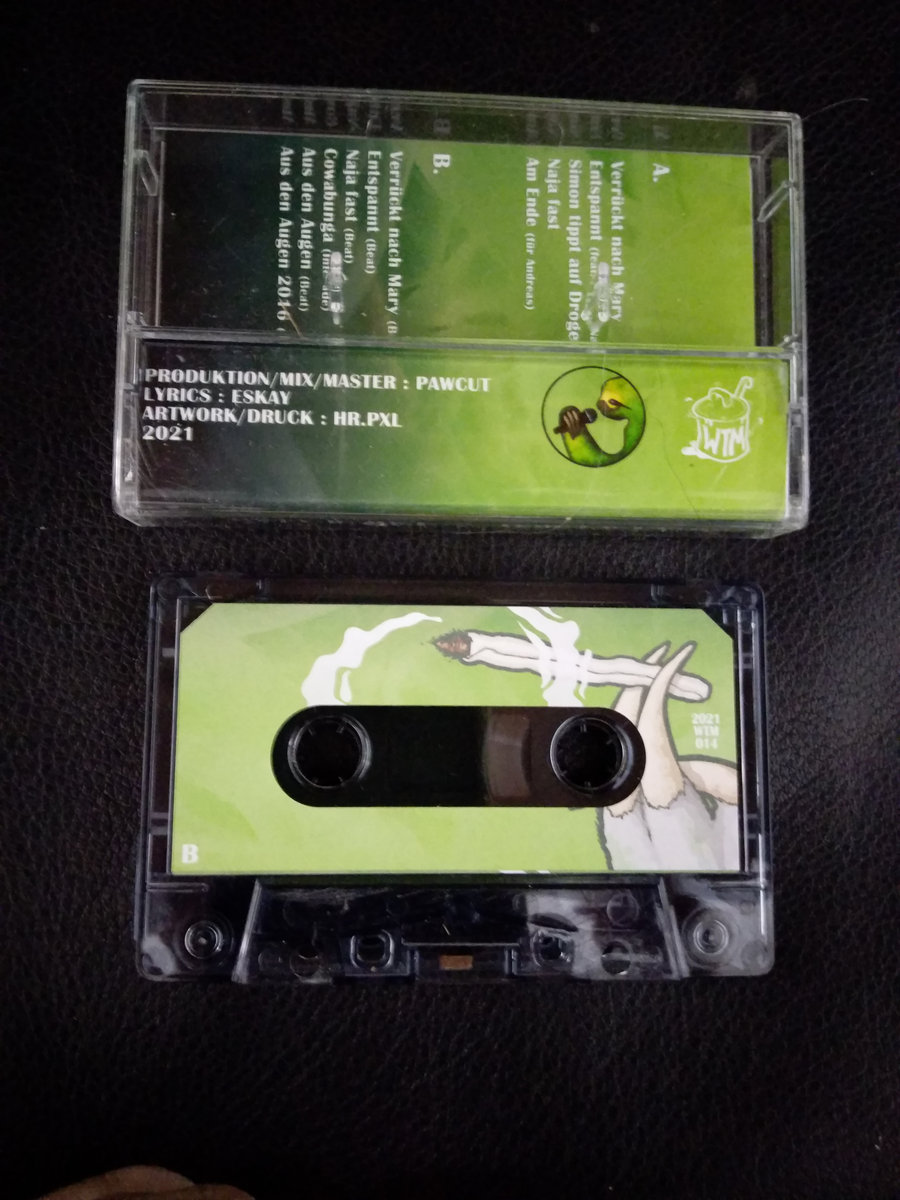 A.
Verrückt nach Mary
Entspannt (feat.
Simon tippt auf Droge
Naja fast
Am Ende (für Andreas)
B.
Verrückt nach Mary (B
Entspannt (Beat)
Naja fast (Beat)
Cowabunga
Aus den Augen (Beat)
Aus den Augen 2016 (
PRODUKTION/MIX/MASTER : PAWCUT
LYRICS : ESKAY
ARTWORK/DRUCK : HR.PXL
2021
WTM
2021
WTM
014
B